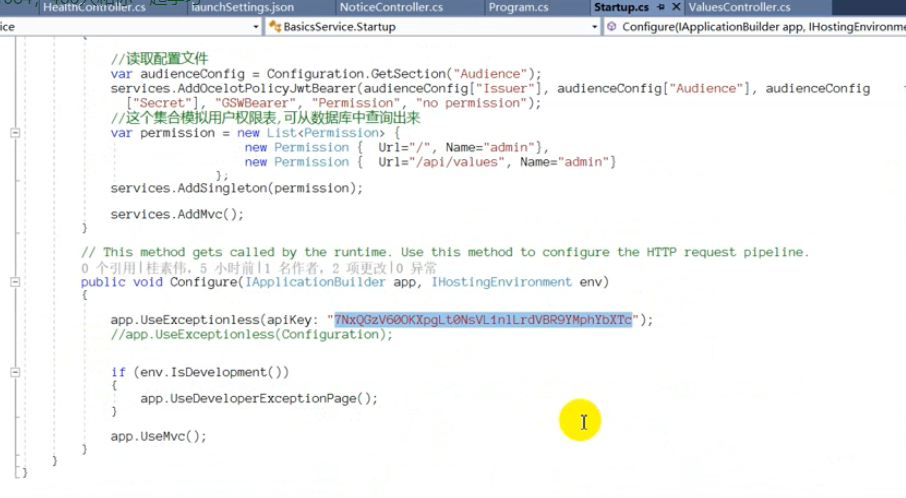 HealthController.cs launchSettings.json NoticeController.cs Program.cs Startup.cs ValuesController.cs
BasicsService.Startup Configure(IApplicationBuilder app, IHostingEnvironme
//读取配置文件
var audienceConfig = Configuration.GetSection("Audience");
services.AddOcelotPolicyJwtBearer(audienceConfig["Issuer"], audienceConfig["Audience"], audienceConfig
["Secret"], "GSWBearer", "Permission", "no permission");
//这个集合模拟用户权限表,可从数据库中查询出来
var permission = new List<Permission> {
new Permission { Url="/", Name="admin"},
new Permission { Url="/api/values", Name="admin"}
};
services.AddSingleton(permission);
services.AddMvc();
}
// This method gets called by the runtime. Use this method to configure the HTTP request pipeline.
0 个引用|桂素伟，5 小时前|1 名作者，2 项更改|0 异常
public void Configure(IApplicationBuilder app, IHostingEnvironment env)
{
app.UseExceptionless(apiKey: "7NxQGzV60OKXpgLt0NsVL1nlLrdVBR9YMphYbXTc");
//app.UseExceptionless(Configuration);
if (env.IsDevelopment())
{
app.UseDeveloperExceptionPage();
}
app.UseMvc();
}
}
}